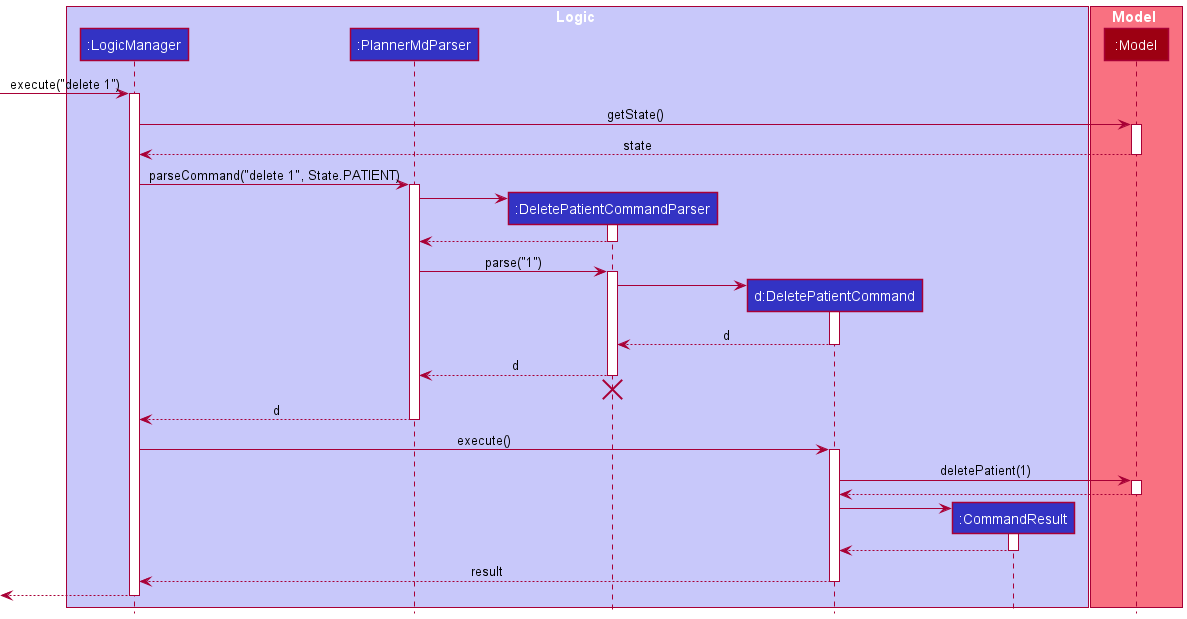 Logic
Model
:LogicManager
:PlannerMdParser
:Model
execute("delete 1")
getState()
state
parseCommand("delete 1", State.PATIENT)
:DeletePatientCommandParser
parse("1")
d:DeletePatientCommand
d
d
d
execute()
deletePatient(1)
:CommandResult
result